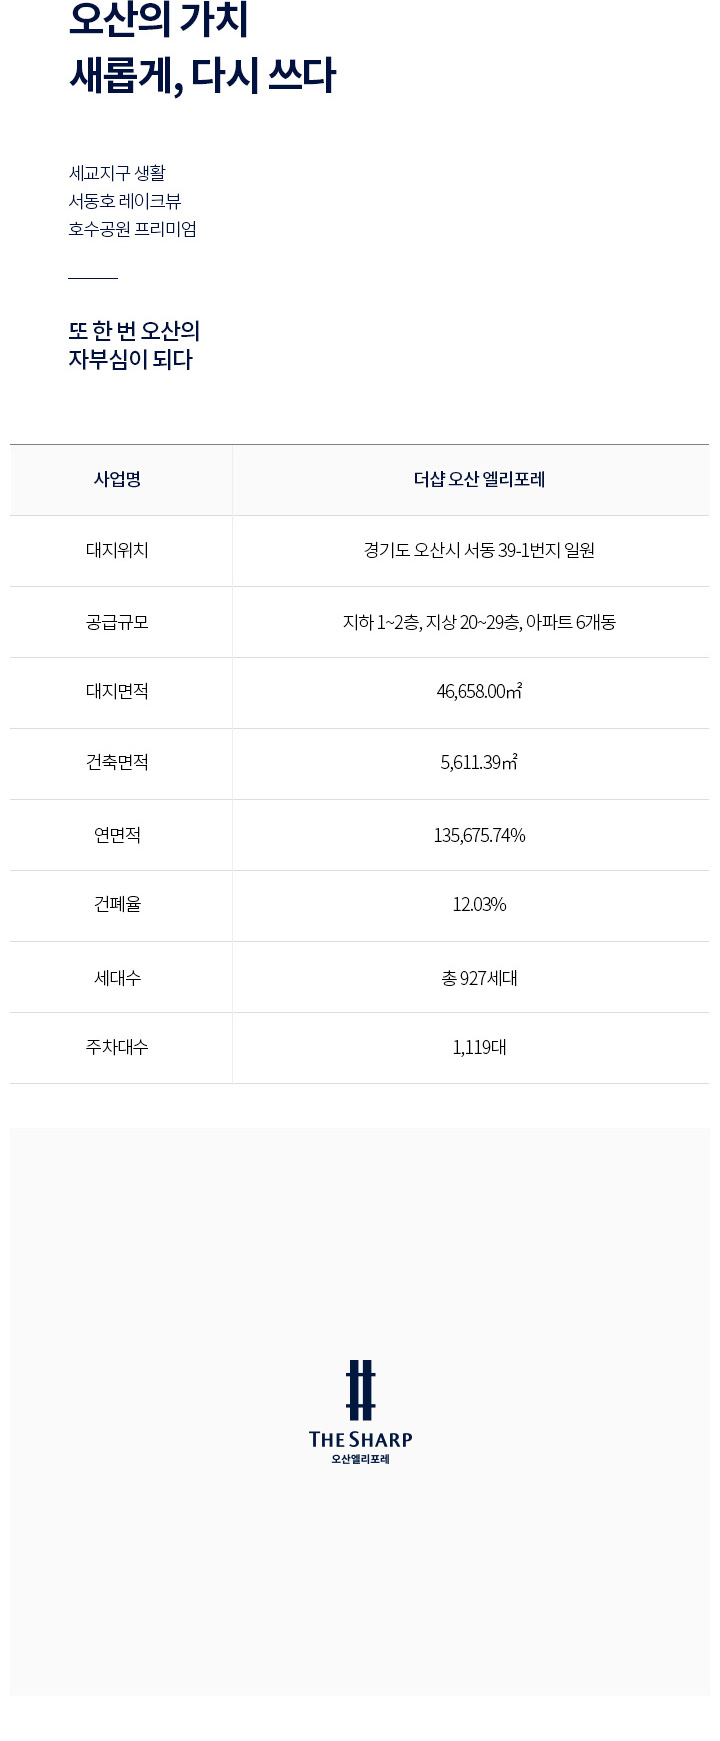 오산의 가치
새롭게, 다시 쓰다
세교지구 생활
서동호 레이크뷰
호수공원 프리미엄
또 한 번 오산의
자부심이 되다
사업명 더샵 오산 엘리포레
대지위치 경기도 오산시 서동 39-1번지 일원
공급규모 지하 1~2층, 지상 20~29층, 아파트 6개동
대지면적 46,658.00㎡
건축면적 5,611.39㎡
연면적 135,675.74%
건폐율 12.03%
세대수 총 927세대
주차대수 1,119대
THE SHARP
오산엘리포레